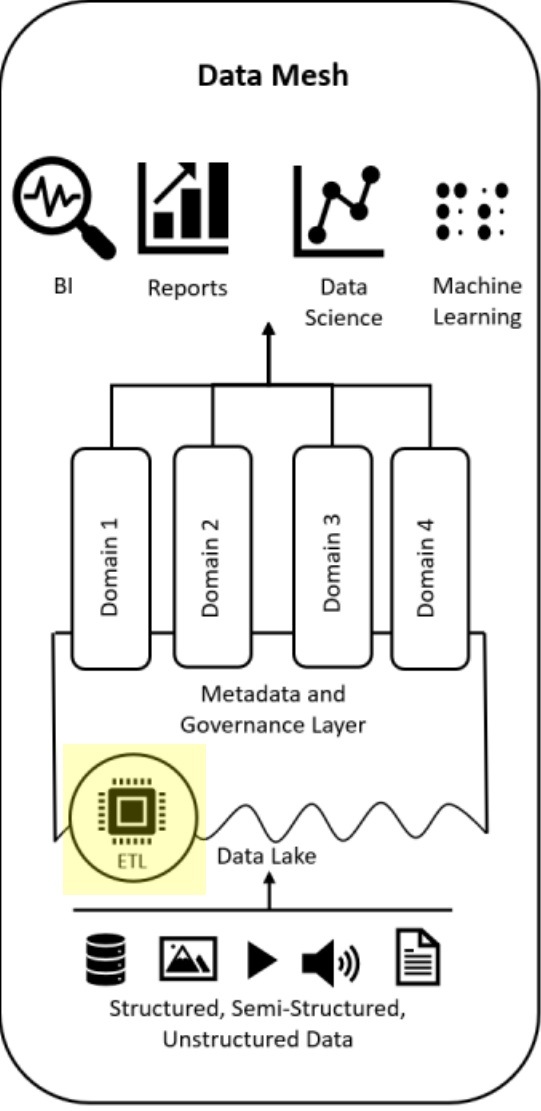 Data Mesh
BI
Reports
Data
Science
Machine
Learning
Domain 1
Domain 2
Domain 3
Domain 4
Metadata and
Governance Layer
ETL
Data Lake
Structured, Semi-Structured,
Unstructured Data